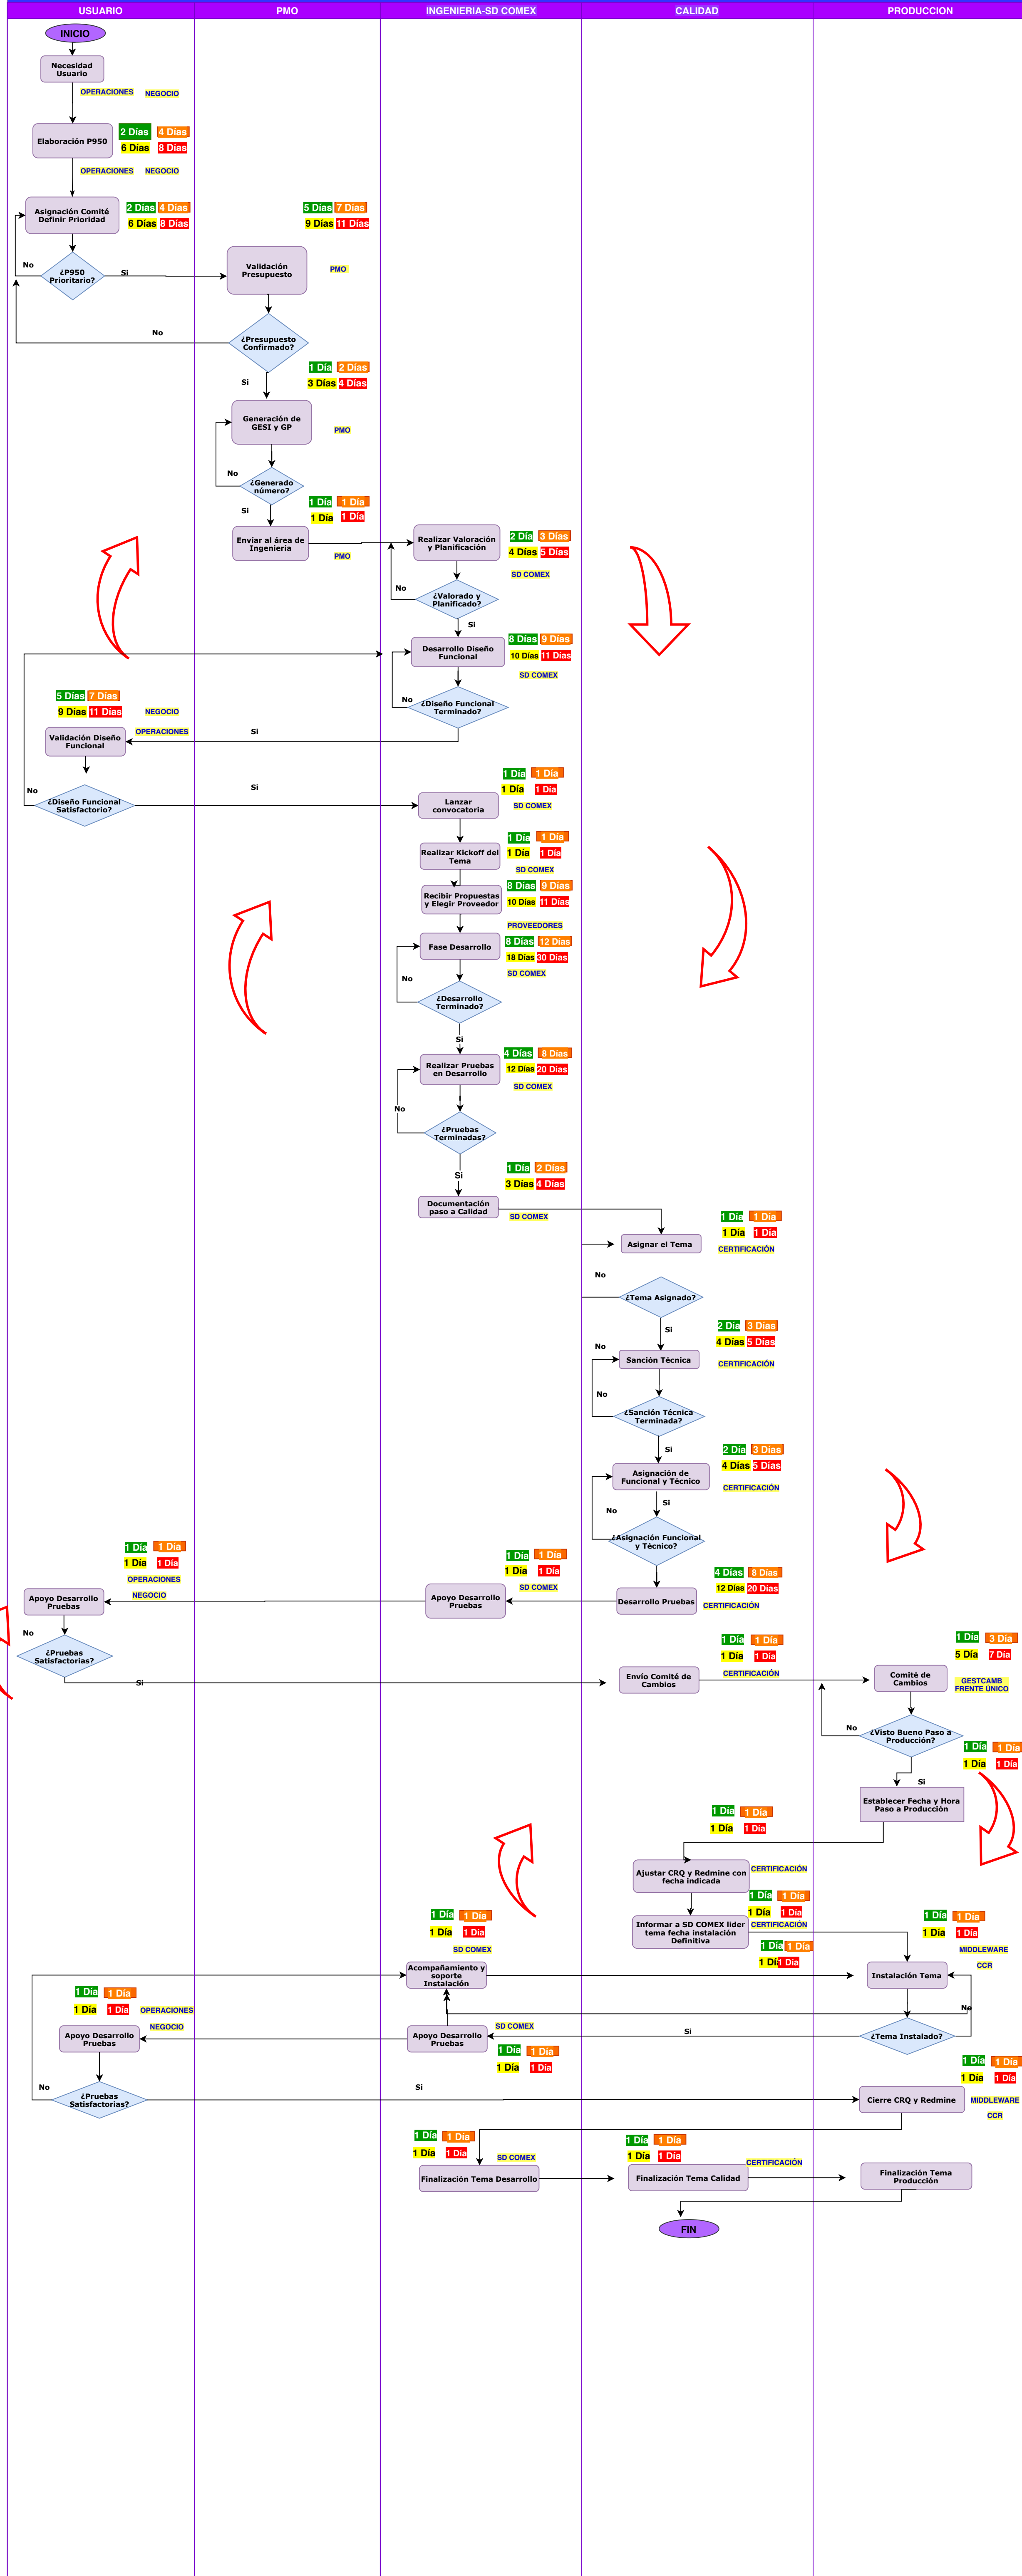 USUARIO
PMO
INGENIERIA-SD COMEX
CALIDAD
PRODUCCION
INICIO
Necesidad
Usuario
OPERACIONES
NEGOCIO
Elaboración P950
2 Días
4 Días
6 Días
8 Días
OPERACIONES
NEGOCIO
Asignación Comité
Definir Prioridad
2 Días
4 Días
6 Días
8 Días
5 Días
7 Días
9 Días
11 Días
No
¿P950
Prioritario?
Si
Validación
Presupuesto
PMO
No
¿Presupuesto
Confirmado?
1 Día
2 Días
3 Días
4 Días
Si
Generación de
GESI y GP
PMO
No
¿Generado
número?
Si
1 Día
1 Día
1 Día
1 Día
Enviar al área de
Ingeniería
PMO
Realizar Valoración
y Planificación
2 Día
3 Días
4 Días
5 Días
SD COMEX
No
¿Valorado y
Planificado?
Si
Desarrollo Diseño
Funcional
8 Días
9 Días
10 Días
11 Días
SD COMEX
No
¿Diseño Funcional
Terminado?
5 Días
7 Días
9 Días
11 Días
NEGOCIO
OPERACIONES
Si
Validación Diseño
Funcional
No
¿Diseño Funcional
Satisfactorio?
Si
1 Día
1 Día
1 Día
1 Día
Lanzar
convocatoria
SD COMEX
1 Día
1 Día
1 Día
1 Día
Realizar Kickoff del
Tema
SD COMEX
8 Días
9 Días
10 Días
11 Días
Recibir Propuestas
y Elegir Proveedor
PROVEEDORES
Fase Desarrollo
8 Días
12 Días
18 Días
30 Días
SD COMEX
No
¿Desarrollo
Terminado?
Si
Realizar Pruebas
en Desarrollo
4 Días
8 Días
12 Días
20 Días
SD COMEX
No
¿Pruebas
Terminadas?
Si
1 Día
2 Días
3 Días
4 Días
Documentación
paso a Calidad
SD COMEX
1 Día
1 Día
1 Día
1 Día
Asignar el Tema
CERTIFICACIÓN
No
¿Tema Asignado?
Si
2 Día
3 Días
4 Días
5 Días
No
Sanción Técnica
CERTIFICACIÓN
No
¿Sanción Técnica
Terminada?
Si
2 Día
3 Días
4 Días
5 Días
Asignación de
Funcional y Técnico
CERTIFICACIÓN
Si
No
¿Asignación Funcional
y Técnico?
4 Días
8 Días
12 Días
20 Días
Desarrollo Pruebas
CERTIFICACIÓN
1 Día
1 Día
1 Día
1 Día
SD COMEX
Apoyo Desarrollo
Pruebas
1 Día
1 Día
1 Día
1 Día
OPERACIONES
NEGOCIO
Apoyo Desarrollo
Pruebas
No
¿Pruebas
Satisfactorias?
Si
1 Día
1 Día
1 Día
1 Día
Envío Comité de
Cambios
CERTIFICACIÓN
1 Día
3 Día
5 Día
7 Día
Comité de
Cambios
GESTCAMB
FRENTE ÚNICO
No
¿Visto Bueno Paso a
Producción?
1 Día
1 Día
1 Día
1 Día
Si
Establecer Fecha y Hora
Paso a Producción
1 Día
1 Día
1 Día
1 Día
Ajustar CRQ y Redmine con
fecha indicada
CERTIFICACIÓN
1 Día
1 Día
1 Día
1 Día
Informar a SD COMEX lider
tema fecha instalación
Definitiva
CERTIFICACIÓN
1 Día
1 Día
1 Día
1 Día
1 Día
1 Día
1 Día
1 Día
MIDDLEWARE
CCR
1 Día
1 Día
1 Día
1 Día
SD COMEX
Acompañamiento y
soporte
Instalación
Instalación Tema
No
¿Tema Instalado?
Si
SD COMEX
Apoyo Desarrollo
Pruebas
1 Día
1 Día
1 Día
1 Día
1 Día
1 Día
1 Día
1 Día
OPERACIONES
NEGOCIO
Apoyo Desarrollo
Pruebas
No
¿Pruebas
Satisfactorias?
Si
1 Día
1 Día
1 Día
1 Día
Cierre CRQ y Redmine
MIDDLEWARE
CCR
1 Día
1 Día
1 Día
1 Día
SD COMEX
Finalización Tema Desarrollo
1 Día
1 Día
1 Día
1 Día
CERTIFICACIÓN
Finalización Tema Calidad
Finalización Tema
Producción
FIN